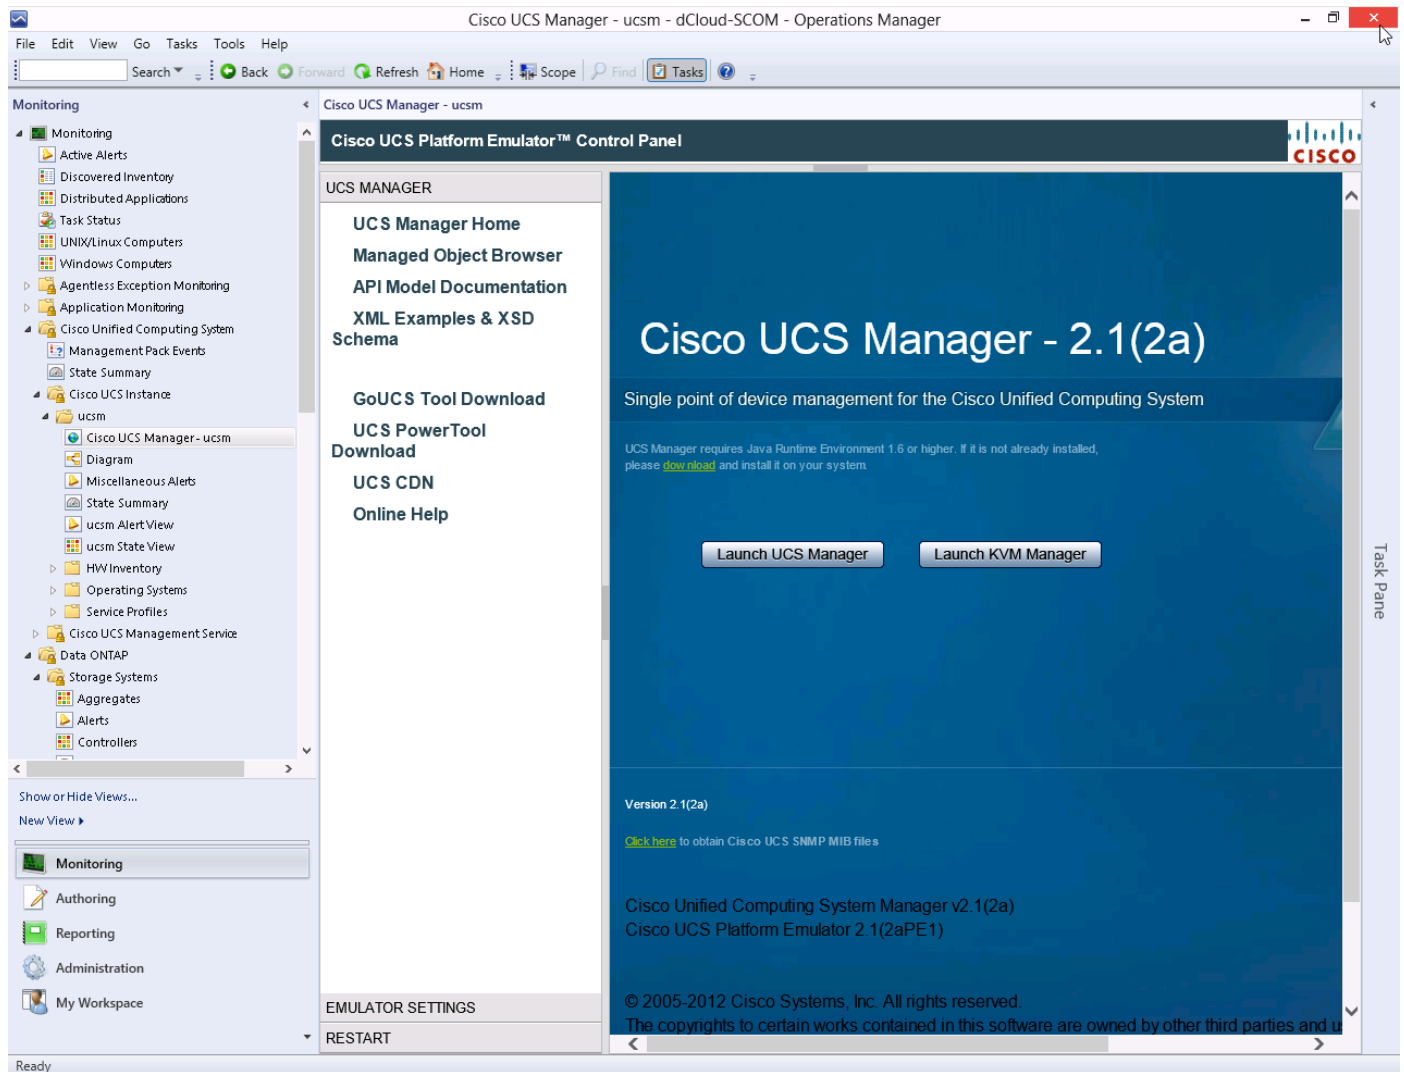 Cisco UCS Manager - ucsm - dCloud-SCOM - Operations Manager
File Edit View Go Tasks Tools Help
Search Back Forward Refresh Home Scope Find Tasks
Monitoring
Cisco UCS Manager - ucsm
Monitoring
Active Alerts
Discovered Inventory
Distributed Applications
Task Status
UNIX/Linux Computers
Windows Computers
Agentless Exception Monitoring
Application Monitoring
Cisco Unified Computing System
Management Pack Events
State Summary
Cisco UCS Instance
ucsm
Cisco UCS Manager - ucsm
Diagram
Miscellaneous Alerts
State Summary
ucsm Alert View
ucsm State View
HW Inventory
Operating Systems
Service Profiles
Cisco UCS Management Service
Data ONTAP
Storage Systems
Aggregates
Alerts
Controllers
Show or Hide Views...
New View
Monitoring
Authoring
Reporting
Administration
My Workspace
Cisco UCS Platform Emulator™ Control Panel
CISCO
UCS MANAGER
UCS Manager Home
Managed Object Browser
API Model Documentation
XML Examples & XSD
Schema
GoUCS Tool Download
UCS PowerTool
Download
UCS CDN
Online Help
EMULATOR SETTINGS
RESTART
Cisco UCS Manager - 2.1(2a)
Single point of device management for the Cisco Unified Computing System
UCS Manager requires Java Runtime Environment 1.6 or higher. If it is not already installed,
please download and install it on your system.
Launch UCS Manager
Launch KVM Manager
Version 2.1(2a)
Click here to obtain Cisco UCS SNMP MIB files
Cisco Unified Computing System Manager v2.1(2a)
Cisco UCS Platform Emulator 2.1(2aPE1)
© 2005-2012 Cisco Systems, Inc. All rights reserved.
The copyrights to certain works contained in this software are owned by other third parties and
Task Pane
Ready